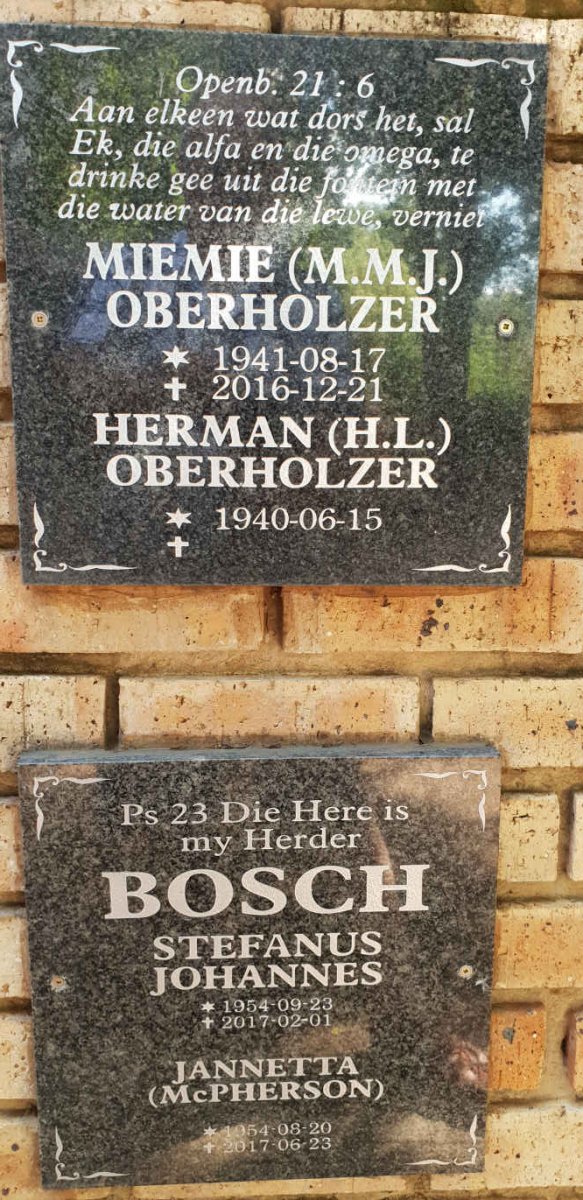 Openb. 21 : 6
Aan elkeen wat dors het, sal
Ek, die alfa en die omega, te
drinke gee uit die fontein met
die water van die lewe, verniet
MIEMIE (M.M.J.)
OBERHOLZER
✶ 1941-08-17
✝ 2016-12-21
HERMAN (H.L.)
OBERHOLZER
✶ 1940-06-15
✝
Ps 23 Die Here is
my Herder
BOSCH
STEFANUS
JOHANNES
✶ 1954-09-23
✝ 2017-02-01
JANNETTA
(McPHERSON)
✶ 1954-08-20
✝ 2017-06-23